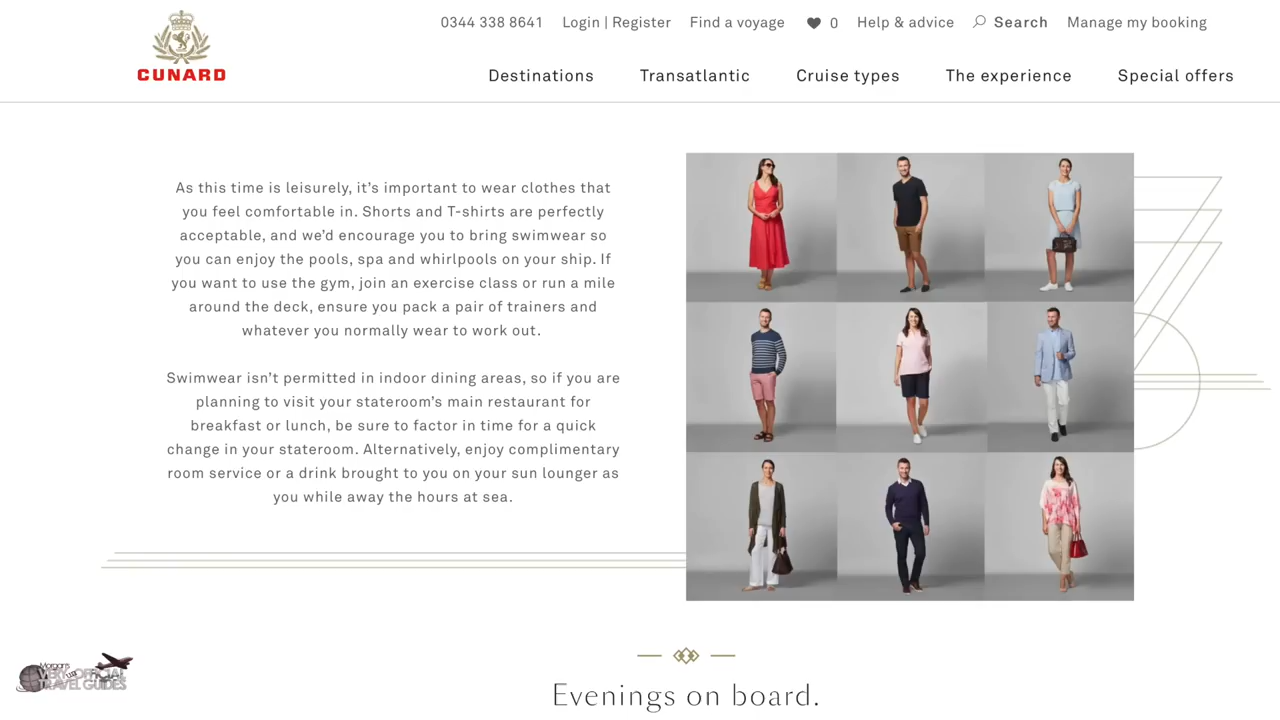 0344 338 8641 Login | Register Find a voyage 0 Help & advice Search Manage my booking
CUNARD
Destinations Transatlantic Cruise types The experience Special offers
As this time is leisurely, it's important to wear clothes that
you feel comfortable in. Shorts and T-shirts are perfectly
acceptable, and we'd encourage you to bring swimwear so
you can enjoy the pools, spa and whirlpools on your ship. If
you want to use the gym, join an exercise class or run a mile
around the deck, ensure you pack a pair of trainers and
whatever you normally wear to work out.
Swimwear isn't permitted in indoor dining areas, so if you are
planning to visit your stateroom's main restaurant for
breakfast or lunch, be sure to factor in time for a quick
change in your stateroom. Alternatively, enjoy complimentary
room service or a drink brought to you on your sun lounger as
you while away the hours at sea.
Morgan's
VERY UnOFFICIAL
TRAVEL GUIDES
Evenings on board.